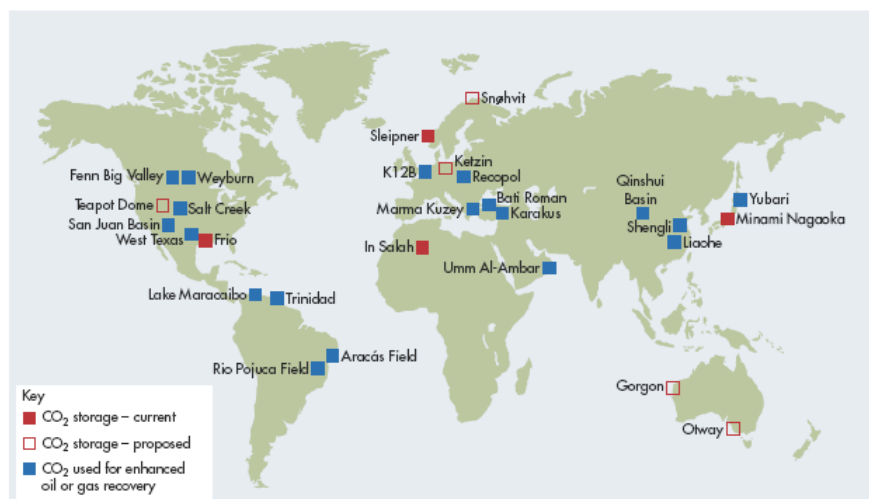 Snøhvit
Sleipner
Ketzin
K12B
Recopol
Fenn Big Valley
Weyburn
Qinshui
Basin
Bati Roman
Yubari
Teapot Dome
Salt Creek
Marma Kuzey
Karakus
Minami Nagaoka
San Juan Basin
Shengli
West Texas
Frio
In Salah
Liaohe
Umm Al-Ambar
Lake Maracaibo
Trinidad
Aracás Field
Rio Pojuca Field
Gorgon
Otway
Key
CO₂ storage – current
CO₂ storage – proposed
CO₂ used for enhanced
oil or gas recovery